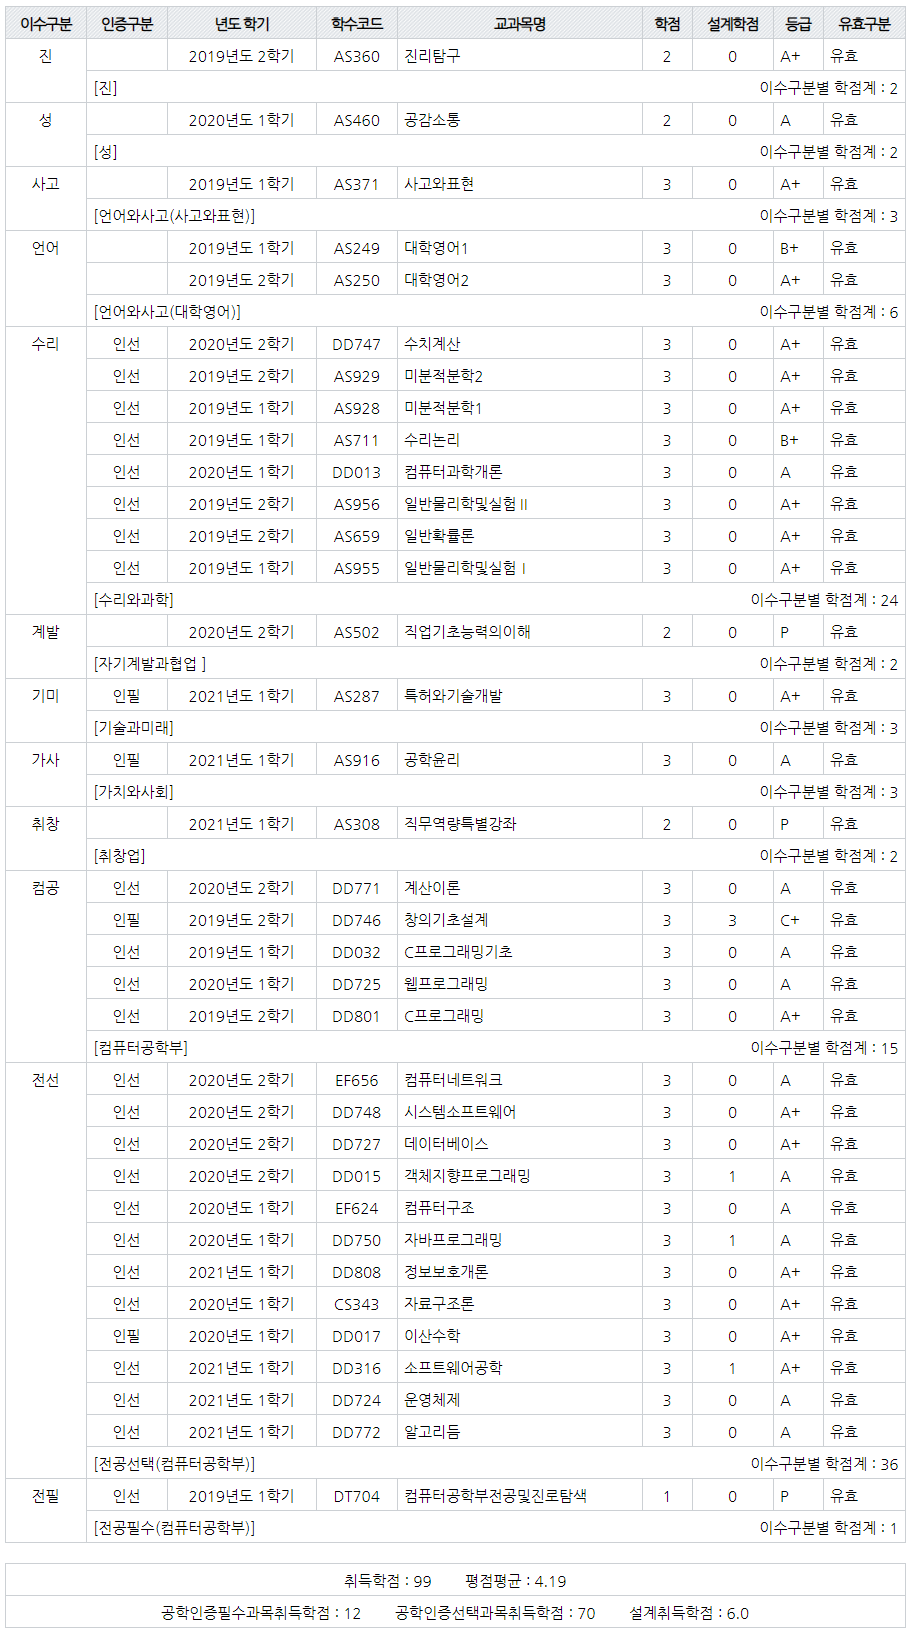 이수구분 인증구분 년도 학기 학수코드 교과목명 학점 설계학점 등급 유효구분
진 2019년도 2학기 AS360 진리탐구 2 0 A+ 유효
[진] 이수구분별 학점계 : 2
성 2020년도 1학기 AS460 공감소통 2 0 A 유효
[성] 이수구분별 학점계 : 2
사고 2019년도 1학기 AS371 사고와표현 3 0 A+ 유효
[언어와사고(사고와표현)] 이수구분별 학점계 : 3
언어 2019년도 1학기 AS249 대학영어1 3 0 B+ 유효
2019년도 2학기 AS250 대학영어2 3 0 A+ 유효
[언어와사고(대학영어)] 이수구분별 학점계 : 6
수리 인선 2020년도 2학기 DD747 수치계산 3 0 A+ 유효
인선 2019년도 2학기 AS929 미분적분학2 3 0 A+ 유효
인선 2019년도 1학기 AS928 미분적분학1 3 0 A+ 유효
인선 2019년도 1학기 AS711 수리논리 3 0 B+ 유효
인선 2020년도 1학기 DD013 컴퓨터과학개론 3 0 A 유효
인선 2019년도 2학기 AS956 일반물리학및실험Ⅱ 3 0 A+ 유효
인선 2019년도 2학기 AS659 일반확률론 3 0 A+ 유효
인선 2019년도 1학기 AS955 일반물리학및실험Ⅰ 3 0 A+ 유효
[수리와과학] 이수구분별 학점계 : 24
계발 2020년도 2학기 AS502 직업기초능력의이해 2 0 P 유효
[자기계발과협업 ] 이수구분별 학점계 : 2
기미 인필 2021년도 1학기 AS287 특허와기술개발 3 0 A+ 유효
[기술과미래] 이수구분별 학점계 : 3
가사 인필 2021년도 1학기 AS916 공학윤리 3 0 A 유효
[가치와사회] 이수구분별 학점계 : 3
취창 2021년도 1학기 AS308 직무역량특별강좌 2 0 P 유효
[취창업] 이수구분별 학점계 : 2
컴공 인선 2020년도 2학기 DD771 계산이론 3 0 A 유효
인필 2019년도 2학기 DD746 창의기초설계 3 3 C+ 유효
인선 2019년도 1학기 DD032 C프로그래밍기초 3 0 A 유효
인선 2020년도 1학기 DD725 웹프로그래밍 3 0 A 유효
인선 2019년도 2학기 DD801 C프로그래밍 3 0 A+ 유효
[컴퓨터공학부] 이수구분별 학점계 : 15
전선 인선 2020년도 2학기 EF656 컴퓨터네트워크 3 0 A 유효
인선 2020년도 2학기 DD748 시스템소프트웨어 3 0 A+ 유효
인선 2020년도 2학기 DD727 데이터베이스 3 0 A+ 유효
인선 2020년도 2학기 DD015 객체지향프로그래밍 3 1 A 유효
인선 2020년도 1학기 EF624 컴퓨터구조 3 0 A 유효
인선 2020년도 1학기 DD750 자바프로그래밍 3 1 A 유효
인선 2021년도 1학기 DD808 정보보호개론 3 0 A+ 유효
인선 2020년도 1학기 CS343 자료구조론 3 0 A+ 유효
인필 2020년도 1학기 DD017 이산수학 3 0 A+ 유효
인선 2021년도 1학기 DD316 소프트웨어공학 3 1 A+ 유효
인선 2021년도 1학기 DD724 운영체제 3 0 A 유효
인선 2021년도 1학기 DD772 알고리듬 3 0 A 유효
[전공선택(컴퓨터공학부)] 이수구분별 학점계 : 36
전필 인선 2019년도 1학기 DT704 컴퓨터공학부전공및진로탐색 1 0 P 유효
[전공필수(컴퓨터공학부)] 이수구분별 학점계 : 1
취득학점 : 99 평점평균 : 4.19
공학인증필수과목취득학점 : 12 공학인증선택과목취득학점 : 70 설계취득학점 : 6.0